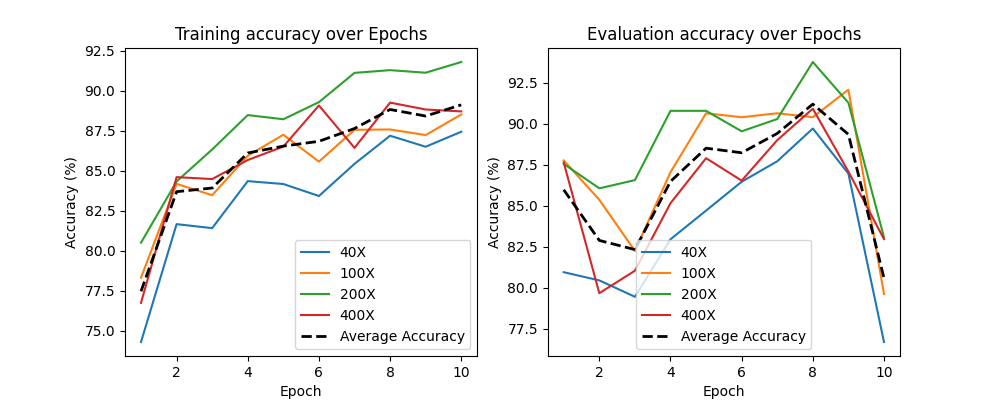 Training accuracy over Epochs
92.5
90.0
87.5
85.0
82.5
80.0
77.5
75.0
Accuracy (%)
2
4
6
8
10
Epoch
40X
100X
200X
400X
Average Accuracy
Evaluation accuracy over Epochs
92.5
90.0
87.5
85.0
82.5
80.0
77.5
Accuracy (%)
2
4
6
8
10
Epoch
40X
100X
200X
400X
Average Accuracy